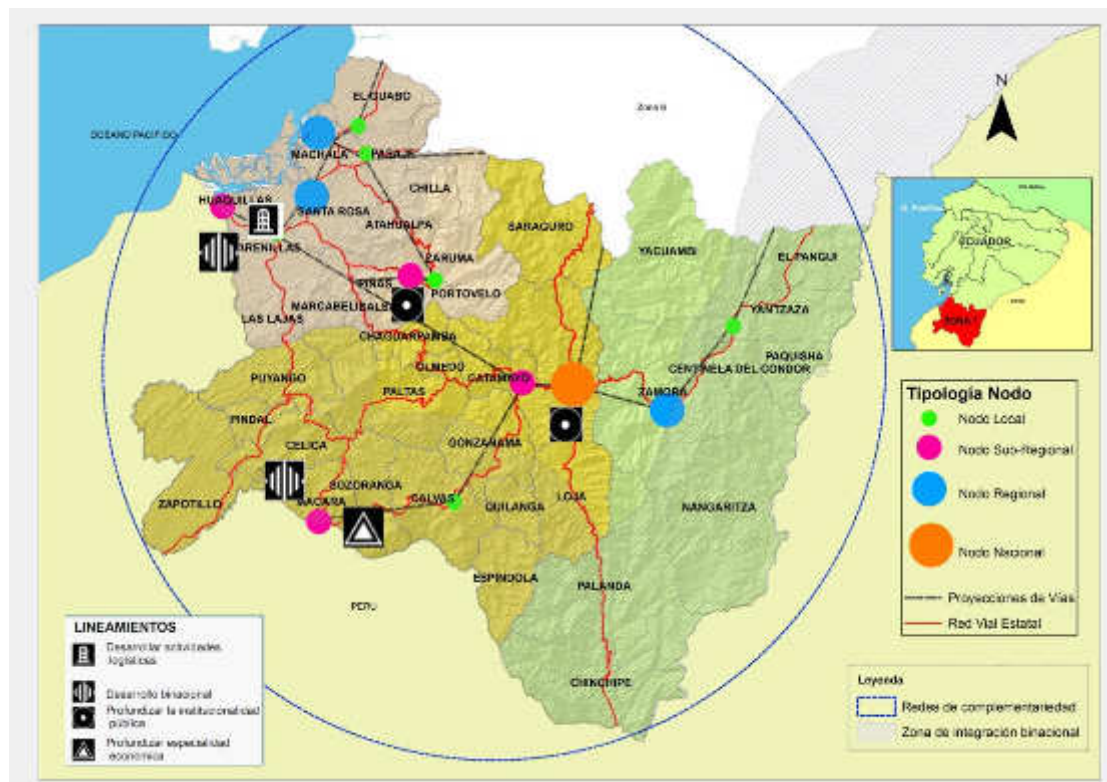 EL GUABO
OCEANO PACIFICO
MACHALA
PASAJE
CHILLA
HUAQUILLAS
SANTA ROSA
ATAHUALPA
SARAGURO
ZARUMA
PIÑAS
PORTOVELO
LAS LAJAS
CHAGUARPAMBA
OLMEDO
CATAMAYO
PUYANGO
PALTAS
PINDAL
CELICA
GONZANAMA
SOZORANGA
ZAPOTILLO
MACARA
CALVAS
QUILANGA
LOJA
ESPINDOLA
PERU
YACUAMBI
EL PANGUI
YANTZAZA
PAQUISHA
CENTINELA DEL CONDOR
ZAMORA
NANGARITZA
PALANDA
CHINCHIPE
N
ECUADOR
Tipología Nodo
Nodo Local
Nodo Sub-Regional
Nodo Regional
Nodo Nacional
Proyecciones de Vías
Red Vial Estatal
LINEAMIENTOS
Desarrollar actividades
logísticas
Desarrollo binacional
Profundizar la institucionalidad
pública
Profundizar especialidad
económica
Leyenda
Redes de complementariedad
Zona de integración binacional